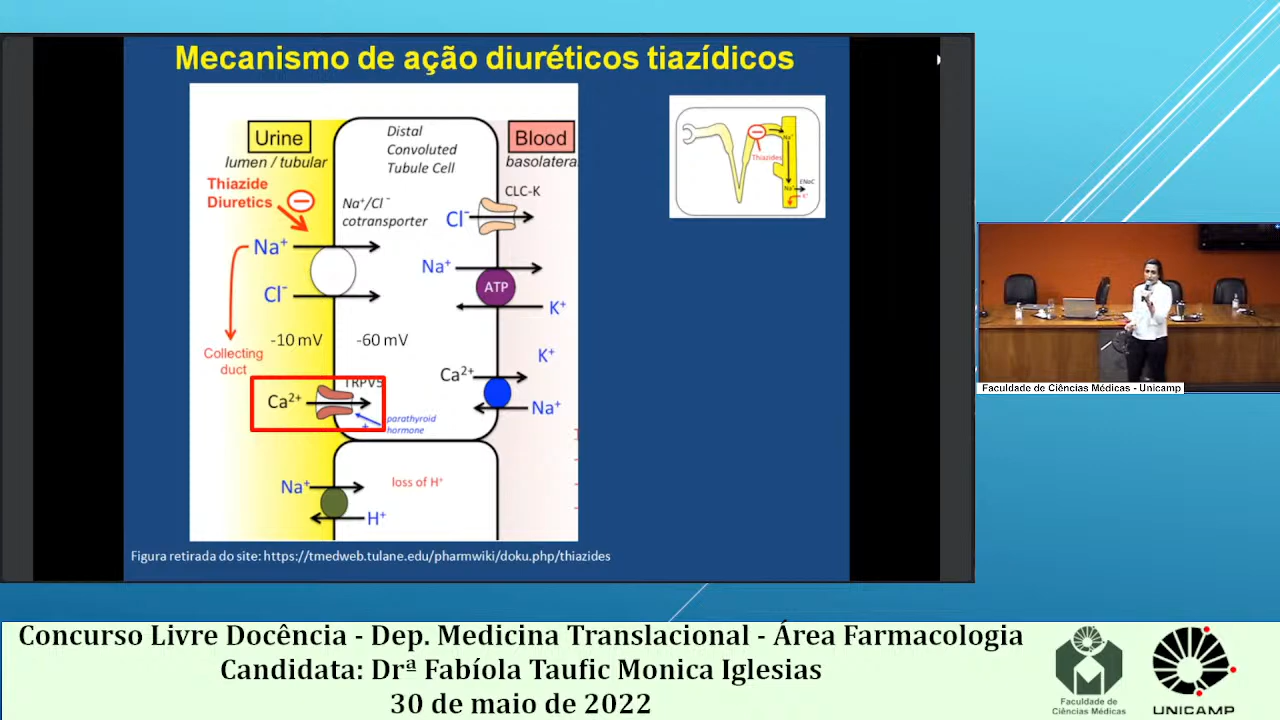 Mecanismo de ação diuréticos tiazídicos
Urine
lumen / tubular
Distal
Convoluted
Tubule Cell
Blood
basolatera
Thiazide
Diuretics
Na⁺/Cl⁻
cotransporter
CLC-K
Cl⁻
Na⁺
Na⁺
ATP
Cl⁻
K⁺
-10 mV
-60 mV
Collecting
duct
K⁺
Ca²⁺
TRPV5
Ca²⁺
Na⁺
+
parathyroid
hormone
Na⁺
loss of H⁺
H⁺
Figura retirada do site: https://tmedweb.tulane.edu/pharmwiki/doku.php/thiazides
Na⁺
Thiazides
ENaC
Na⁺
K⁺
Faculdade de Ciências Médicas - Unicamp
Concurso Livre Docência - Dep. Medicina Translacional - Área Farmacologia
Candidata: Drª Fabíola Taufic Monica Iglesias
30 de maio de 2022
Faculdade de
Ciências Médicas
UNICAMP